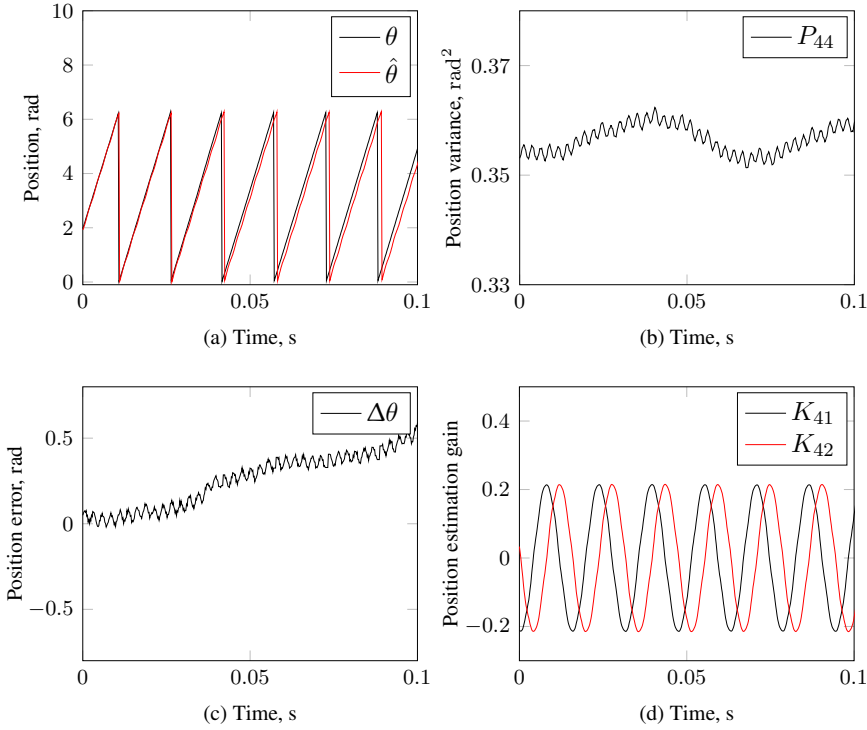 10
8
6
4
2
0
Position, rad
θ
θ̂
0
0.05
0.1
(a) Time, s
0.37
0.35
0.33
Position variance, rad²
P₄₄
0
0.05
0.1
(b) Time, s
0.5
0
−0.5
Position error, rad
Δθ
0
0.05
0.1
(c) Time, s
0.4
0.2
0
−0.2
Position estimation gain
K₄₁
K₄₂
0
0.05
0.1
(d) Time, s